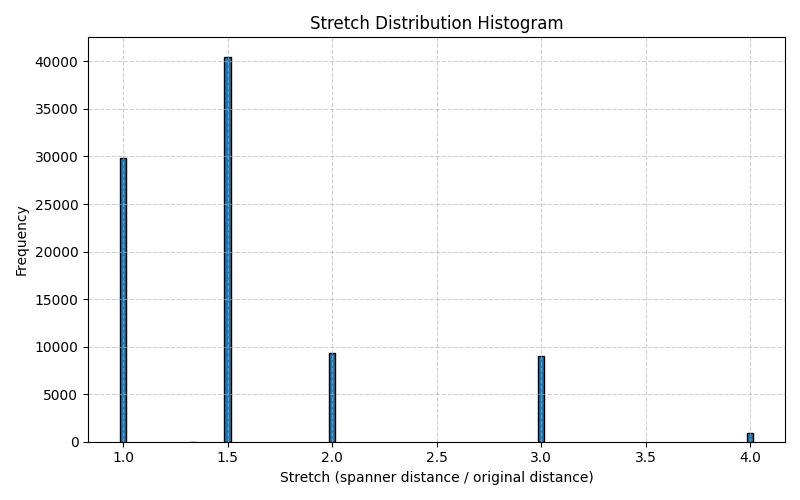 Stretch Distribution Histogram
Frequency
40000
35000
30000
25000
20000
15000
10000
5000
0
1.0 1.5 2.0 2.5 3.0 3.5 4.0
Stretch (spanner distance / original distance)